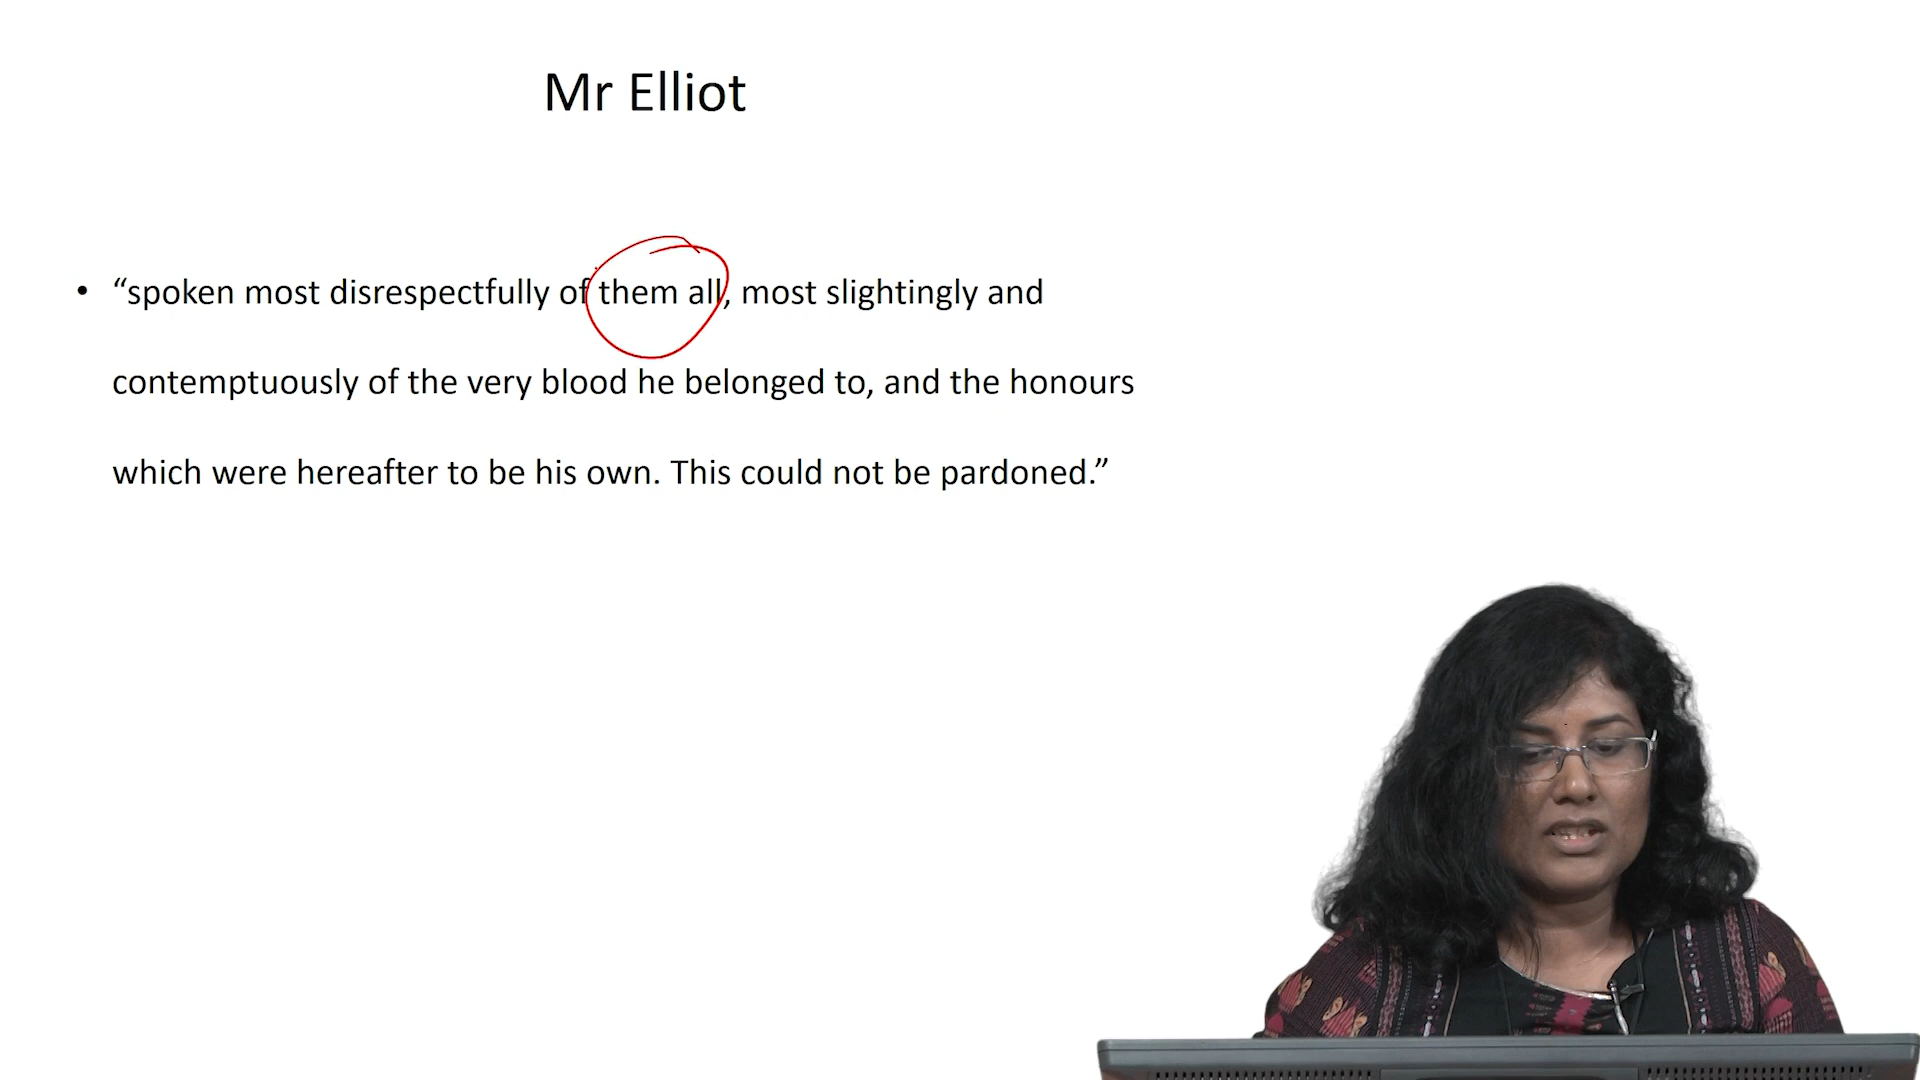 Mr Elliot
• “spoken most disrespectfully of them all, most slightingly and
contemptuously of the very blood he belonged to, and the honours
which were hereafter to be his own. This could not be pardoned.”